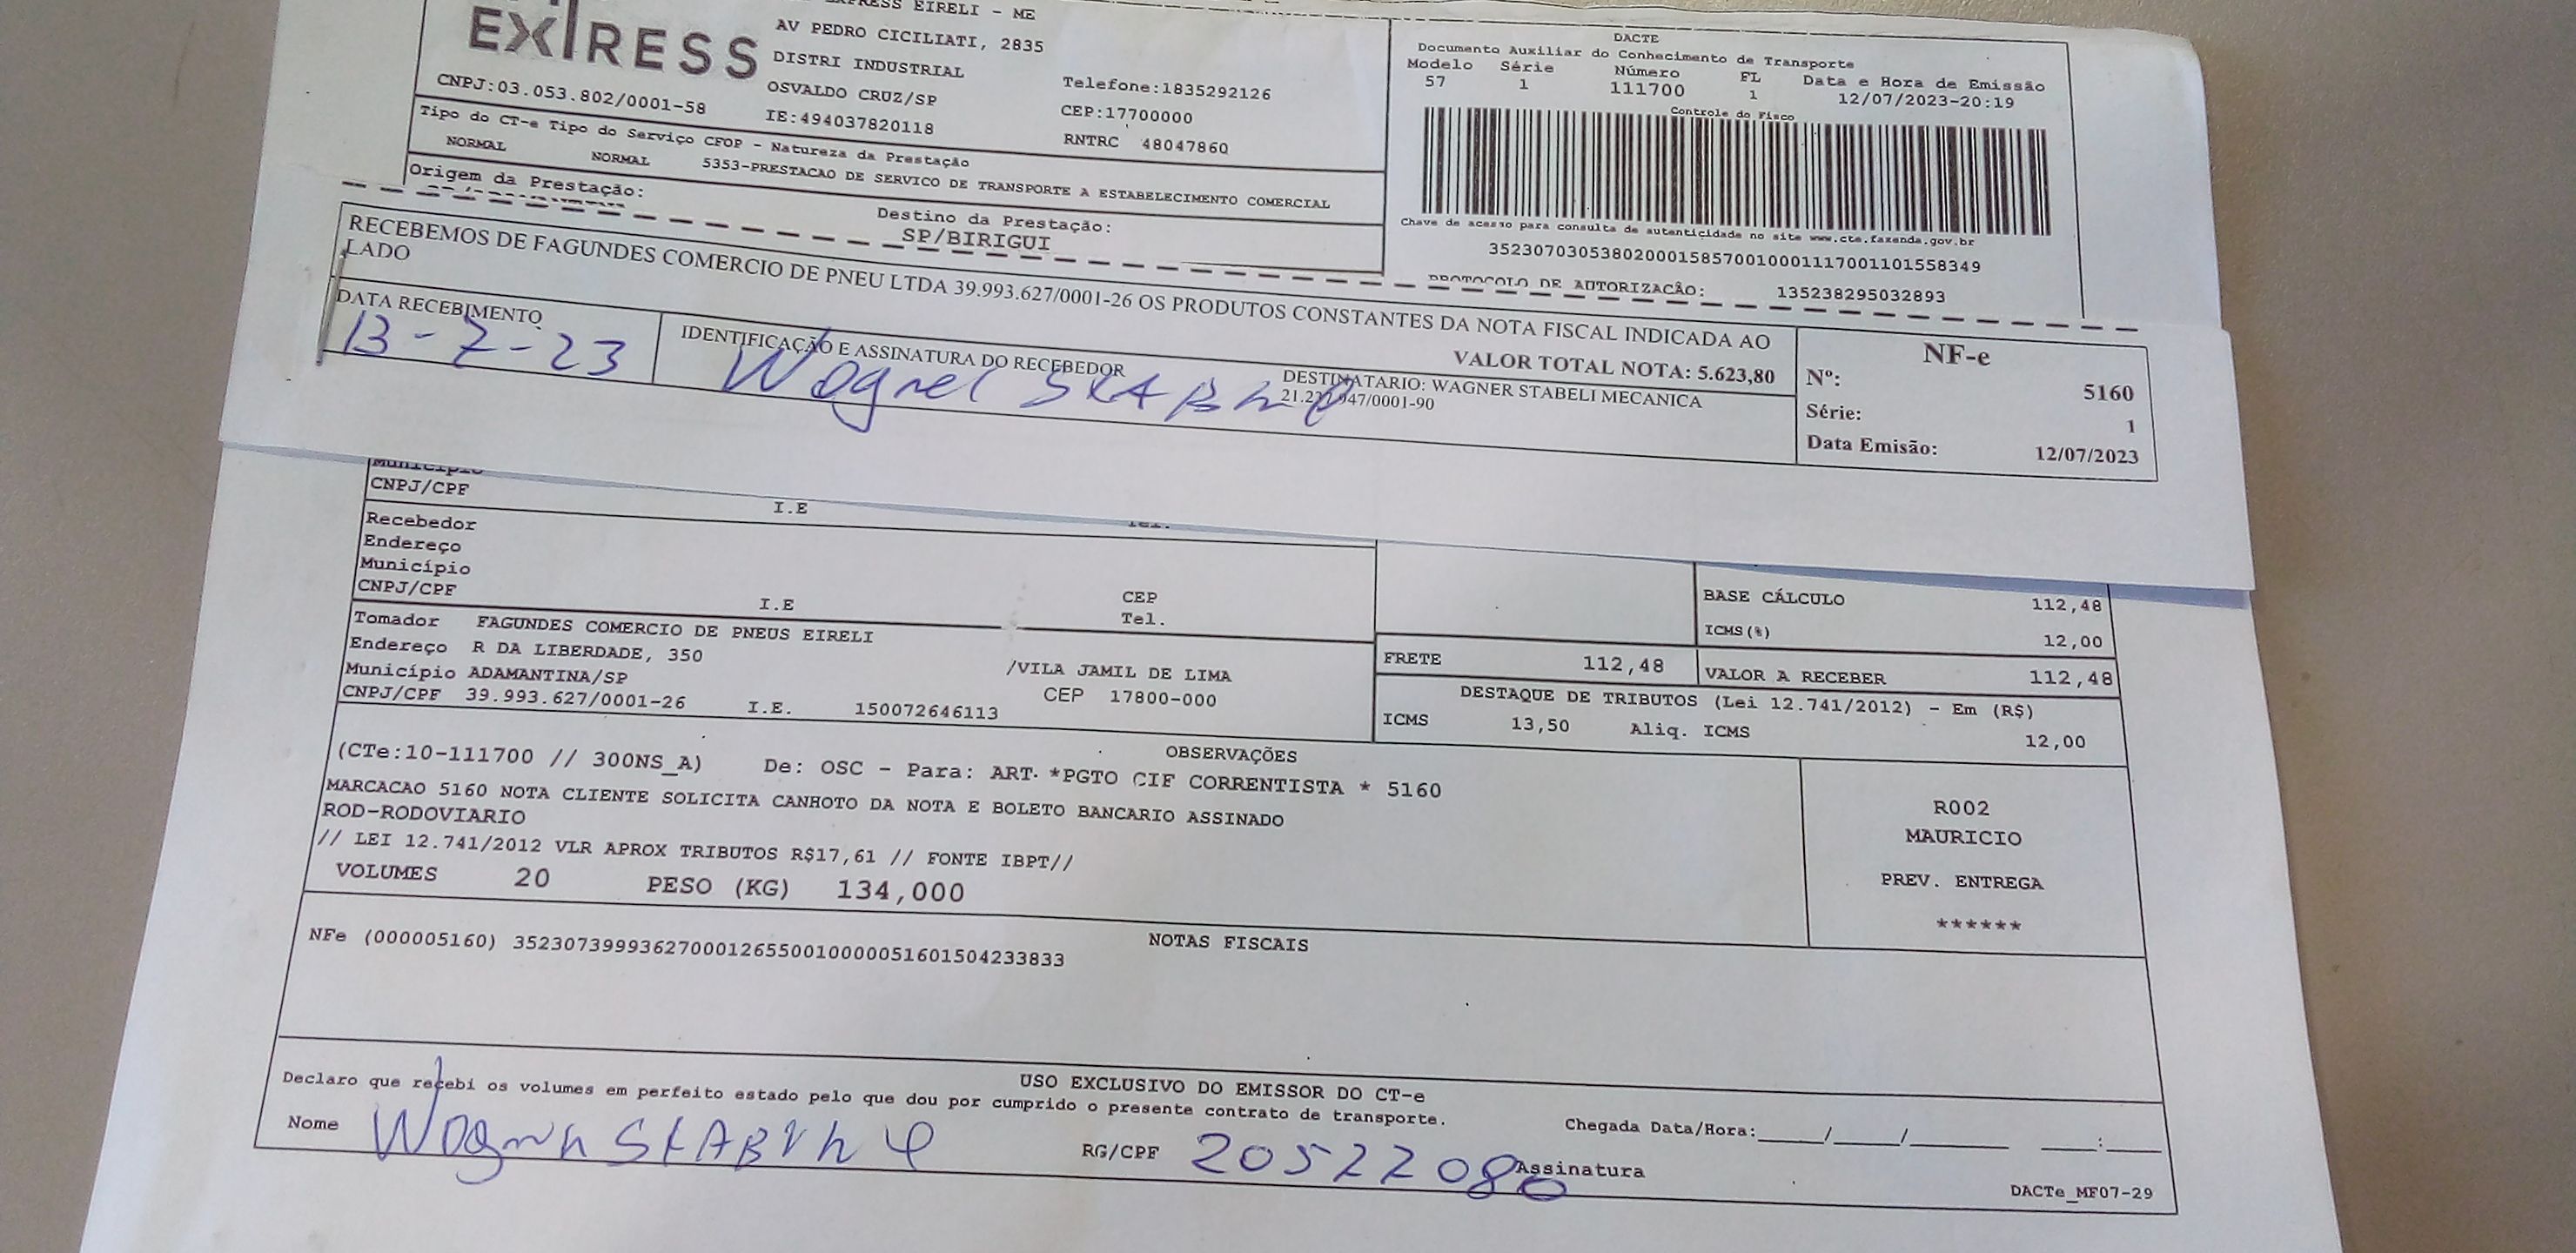 EXPRESS
EIRELI - ME
AV PEDRO CICILIATI, 2835
DISTRI INDUSTRIAL
OSVALDO CRUZ/SP
Telefone:1835292126
CEP:17700000
CNPJ:03.053.802/0001-58
IE:494037820118
RNTRC 48047860
Tipo do CT-e Tipo do Serviço CFOP - Natureza da Prestação
NORMAL NORMAL 5353-PRESTACAO DE SERVICO DE TRANSPORTE A ESTABELECIMENTO COMERCIAL
Origem da Prestação:
Destino da Prestação:
SP/BIRIGUI
DACTE
Documento Auxiliar do Conhecimento de Transporte
Modelo Série Número FL Data e Hora de Emissão
57 1 111700 1 12/07/2023-20:19
Controle do Fisco
Chave de acesso para consulta de autenticidade no site www.cte.fazenda.gov.br
35230703053802000158570010001117001101558349
PROTOCOLO DE AUTORIZAÇÃO: 135238295032893
RECEBEMOS DE FAGUNDES COMERCIO DE PNEU LTDA 39.993.627/0001-26 OS PRODUTOS CONSTANTES DA NOTA FISCAL INDICADA AO
LADO
VALOR TOTAL NOTA: 5.623,80
DATA RECEBIMENTO
13-7-23
IDENTIFICAÇÃO E ASSINATURA DO RECEBEDOR
DESTINATARIO: WAGNER STABELI MECANICA
947/0001-90
NF-e
Nº: 5160
Série: 1
Data Emissão: 12/07/2023
Município
CNPJ/CPF I.E
Recebedor
Endereço
Município
CNPJ/CPF I.E
CEP
Tel.
Tomador FAGUNDES COMERCIO DE PNEUS EIRELI
Endereço R DA LIBERDADE, 350 /VILA JAMIL DE LIMA
Município ADAMANTINA/SP CEP 17800-000
CNPJ/CPF 39.993.627/0001-26 I.E. 150072646113
BASE CÁLCULO 112,48
ICMS(%) 12,00
FRETE 112,48 VALOR A RECEBER 112,48
DESTAQUE DE TRIBUTOS (Lei 12.741/2012) - Em (R$)
ICMS 13,50 Aliq. ICMS 12,00
OBSERVAÇÕES
(CTe:10-111700 // 300NS_A) De: OSC - Para: ART. *PGTO CIF CORRENTISTA * 5160
MARCACAO 5160 NOTA CLIENTE SOLICITA CANHOTO DA NOTA E BOLETO BANCARIO ASSINADO
ROD-RODOVIARIO
// LEI 12.741/2012 VLR APROX TRIBUTOS R$17,61 // FONTE IBPT//
VOLUMES 20 PESO (KG) 134,000
R002
MAURICIO
PREV. ENTREGA
******
NOTAS FISCAIS
NFe (000005160) 35230739993627000126550010000051601504233833
USO EXCLUSIVO DO EMISSOR DO CT-e
Declaro que recebi os volumes em perfeito estado pelo que dou por cumprido o presente contrato de transporte.
Nome
RG/CPF 20522080
Chegada Data/Hora:_____/_____/_______ ___:____
Assinatura
DACTe_MF07-29